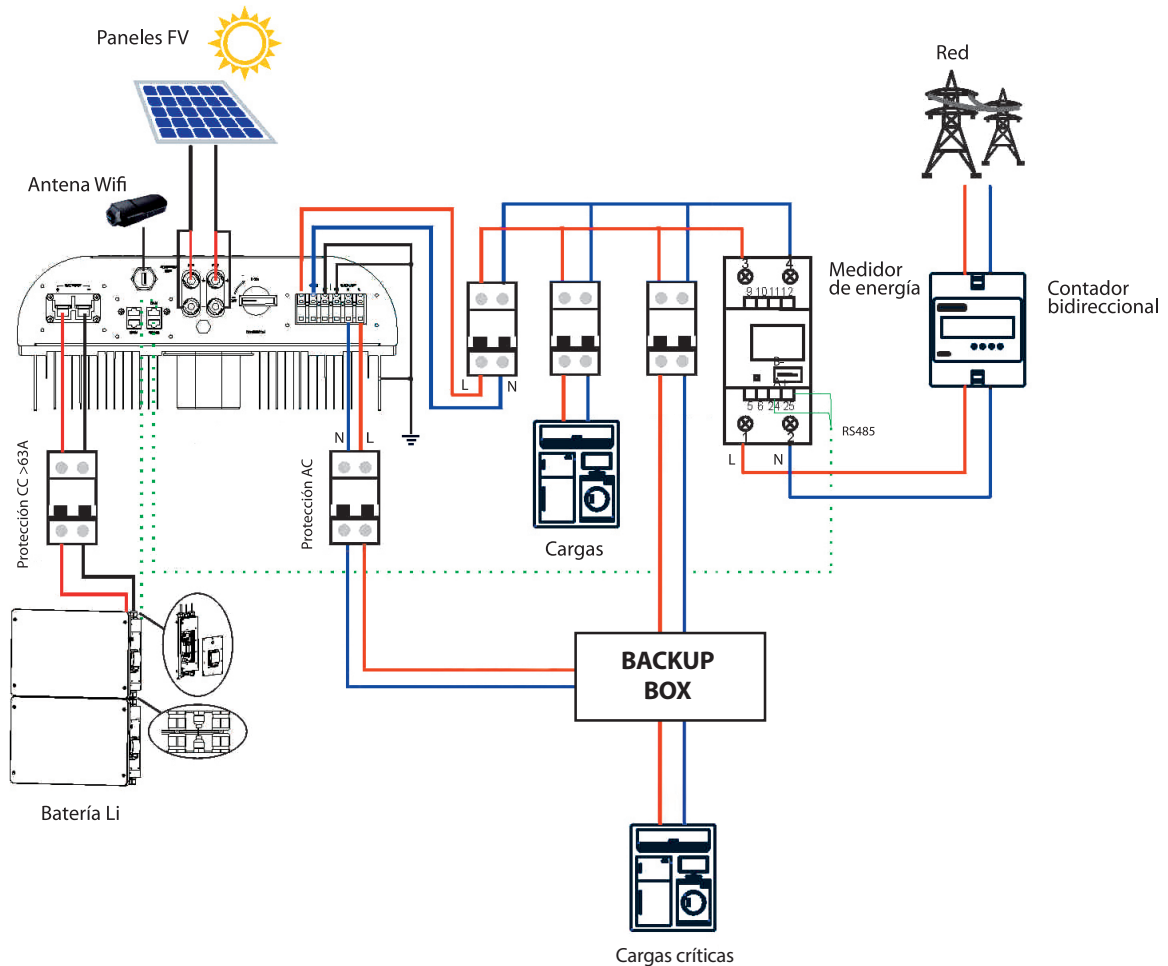 Paneles FV
Red
Antena Wifi
Medidor
de energía
Contador
bidireccional
3
4
9 10 11 12
L
N
5 6 24 25
RS485
1
2
L
N
N
L
Protección CC >63A
Protección AC
Cargas
BACKUP
BOX
Batería Li
Cargas críticas